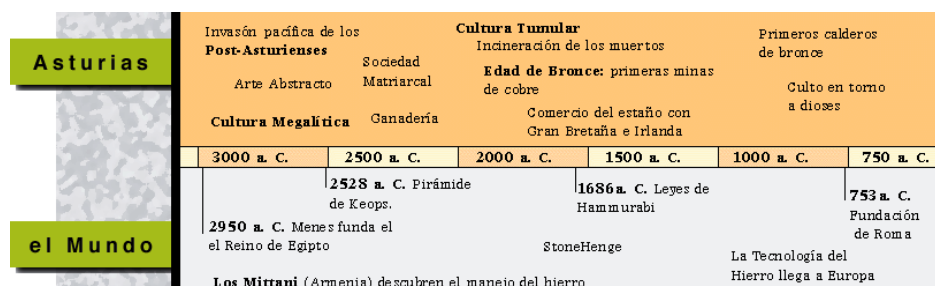 Asturias
Invasón pacífica de los
Post-Asturienses
Arte Abstracto
Cultura Megalítica
Sociedad
Matriarcal
Ganadería
Cultura Tumular
Incineración de los muertos
Edad de Bronce: primeras minas
de cobre
Comercio del estaño con
Gran Bretaña e Irlanda
Primeros calderos
de bronce
Culto en torno
a dioses
3000 a. C. 2500 a. C. 2000 a. C. 1500 a. C. 1000 a. C. 750 a. C.
el Mundo
2528 a. C. Pirámide
de Keops.
2950 a. C. Menes funda el
el Reino de Egipto
1686 a. C. Leyes de
Hammurabi
StoneHenge
753 a. C.
Fundación
de Roma
La Tecnología del
Hierro llega a Europa
Los Mittani (Armenia) descubren el manejo del hierro